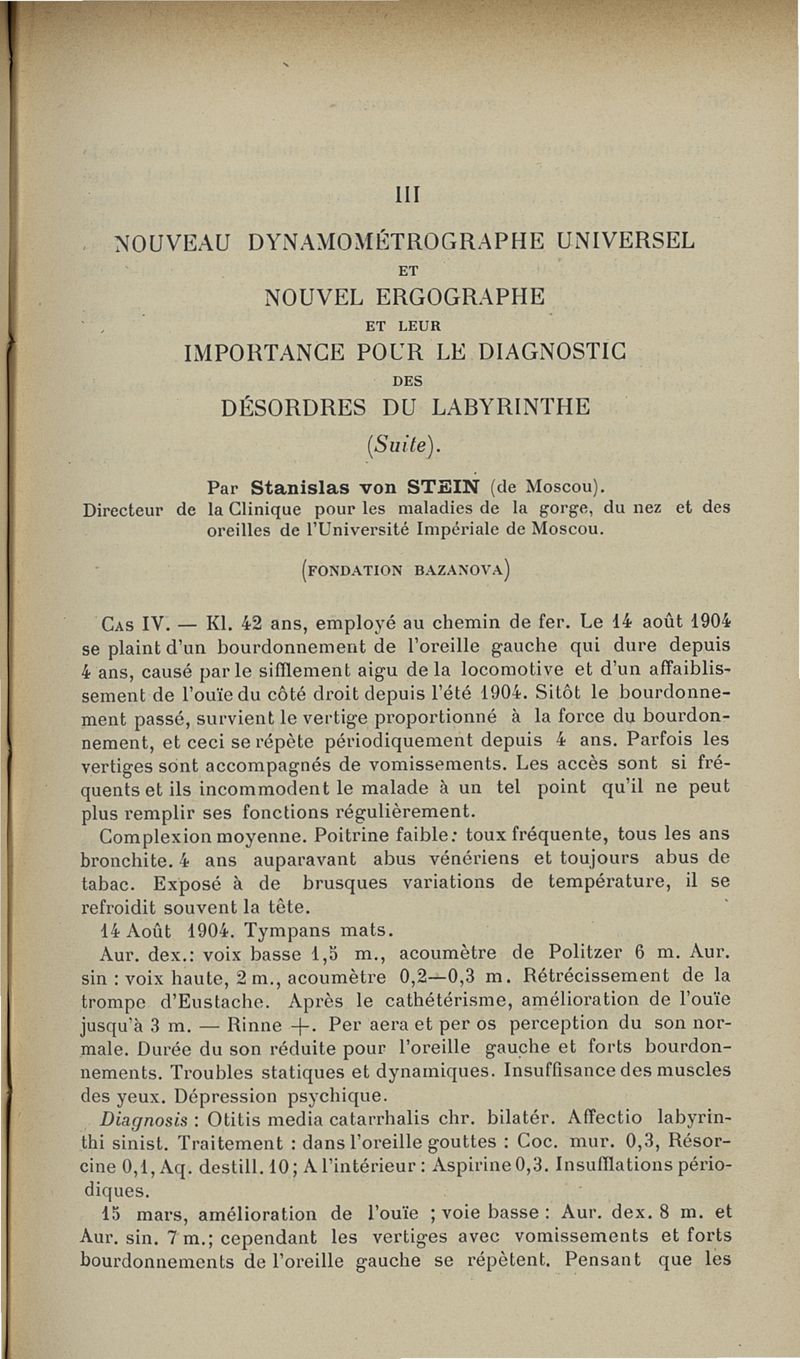 III
NOUVEAU DYNAMOMÉTROGRAPHE UNIVERSEL
ET
NOUVEL ERGOGRAPHE
ET LEUR
IMPORTANCE POUR LE DIAGNOSTIC
DES
DÉSORDRES DU LABYRINTHE
(Suite).
Par Stanislas von STEIN (de Moscou).
Directeur de la Clinique pour les maladies de la gorge, du nez et des
oreilles de l'Université Impériale de Moscou.
(FONDATION BAZANOVA)
CAS IV. — Kl. 42 ans, employé au chemin de fer. Le 14 août 1904
se plaint d'un bourdonnement de l'oreille gauche qui dure depuis
4 ans, causé par le sifflement aigu de la locomotive et d'un affaiblis-
sement de l'ouïe du côté droit depuis l'été 1904. Sitôt le bourdonne-
ment passé, survient le vertige proportionné à la force du bourdon-
nement, et ceci se répète périodiquement depuis 4 ans. Parfois les
vertiges sont accompagnés de vomissements. Les accès sont si fré-
quents et ils incommodent le malade à un tel point qu'il ne peut
plus remplir ses fonctions régulièrement.
Complexion moyenne. Poitrine faible: toux fréquente, tous les ans
bronchite. 4 ans auparavant abus vénériens et toujours abus de
tabac. Exposé à de brusques variations de température, il se
refroidit souvent la tête.
14 Août 1904. Tympans mats.
Aur. dex.: voix basse 1,5 m., acoumètre de Politzer 6 m. Aur.
sin : voix haute, 2 m., acoumètre 0,2—0,3 m. Rétrécissement de la
trompe d'Eustache. Après le cathétérisme, amélioration de l'ouïe
jusqu'à 3 m. — Rinne +. Per aera et per os perception du son nor-
male. Durée du son réduite pour l'oreille gauche et forts bourdon-
nements. Troubles statiques et dynamiques. Insuffisance des muscles
des yeux. Dépression psychique.
Diagnosis : Otitis media catarrhalis chr. bilatér. Affectio labyrin-
thi sinist. Traitement : dans l'oreille gouttes : Coc. mur. 0,3, Résor-
cine 0,1, Aq. destill. 10; A l'intérieur : Aspirine 0,3. Insufflations pério-
diques.
15 mars, amélioration de l'ouïe ; voie basse : Aur. dex. 8 m. et
Aur. sin. 7 m.; cependant les vertiges avec vomissements et forts
bourdonnements de l'oreille gauche se répètent. Pensant que les